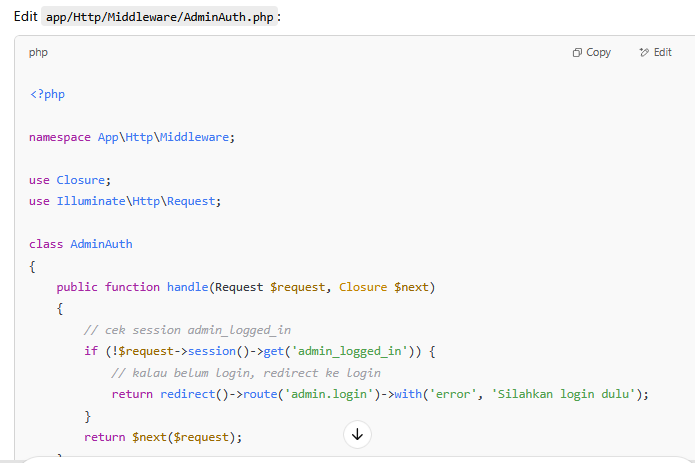 Edit app/Http/Middleware/AdminAuth.php:
php Copy Edit
<?php
namespace App\Http\Middleware;
use Closure;
use Illuminate\Http\Request;
class AdminAuth
{
public function handle(Request $request, Closure $next)
{
// cek session admin_logged_in
if (!$request->session()->get('admin_logged_in')) {
// kalau belum login, redirect ke login
return redirect()->route('admin.login')->with('error', 'Silahkan login dulu');
}
return $next($request);